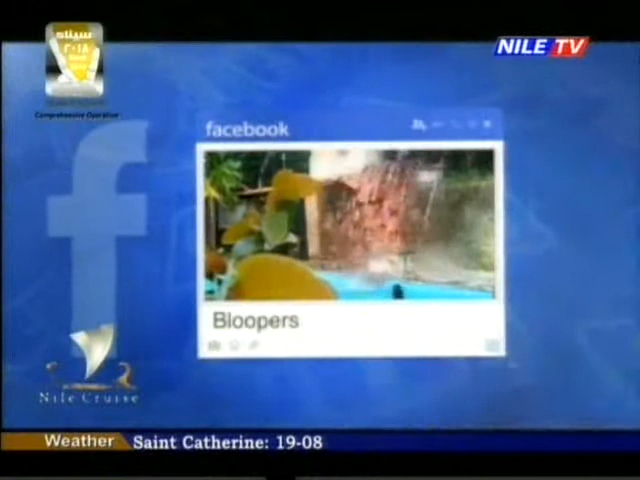 سيناء
٢٠١٨
Comprehensive Operation
NILE TV
facebook
Bloopers
Nile Cruise
Weather
Saint Catherine: 19-08